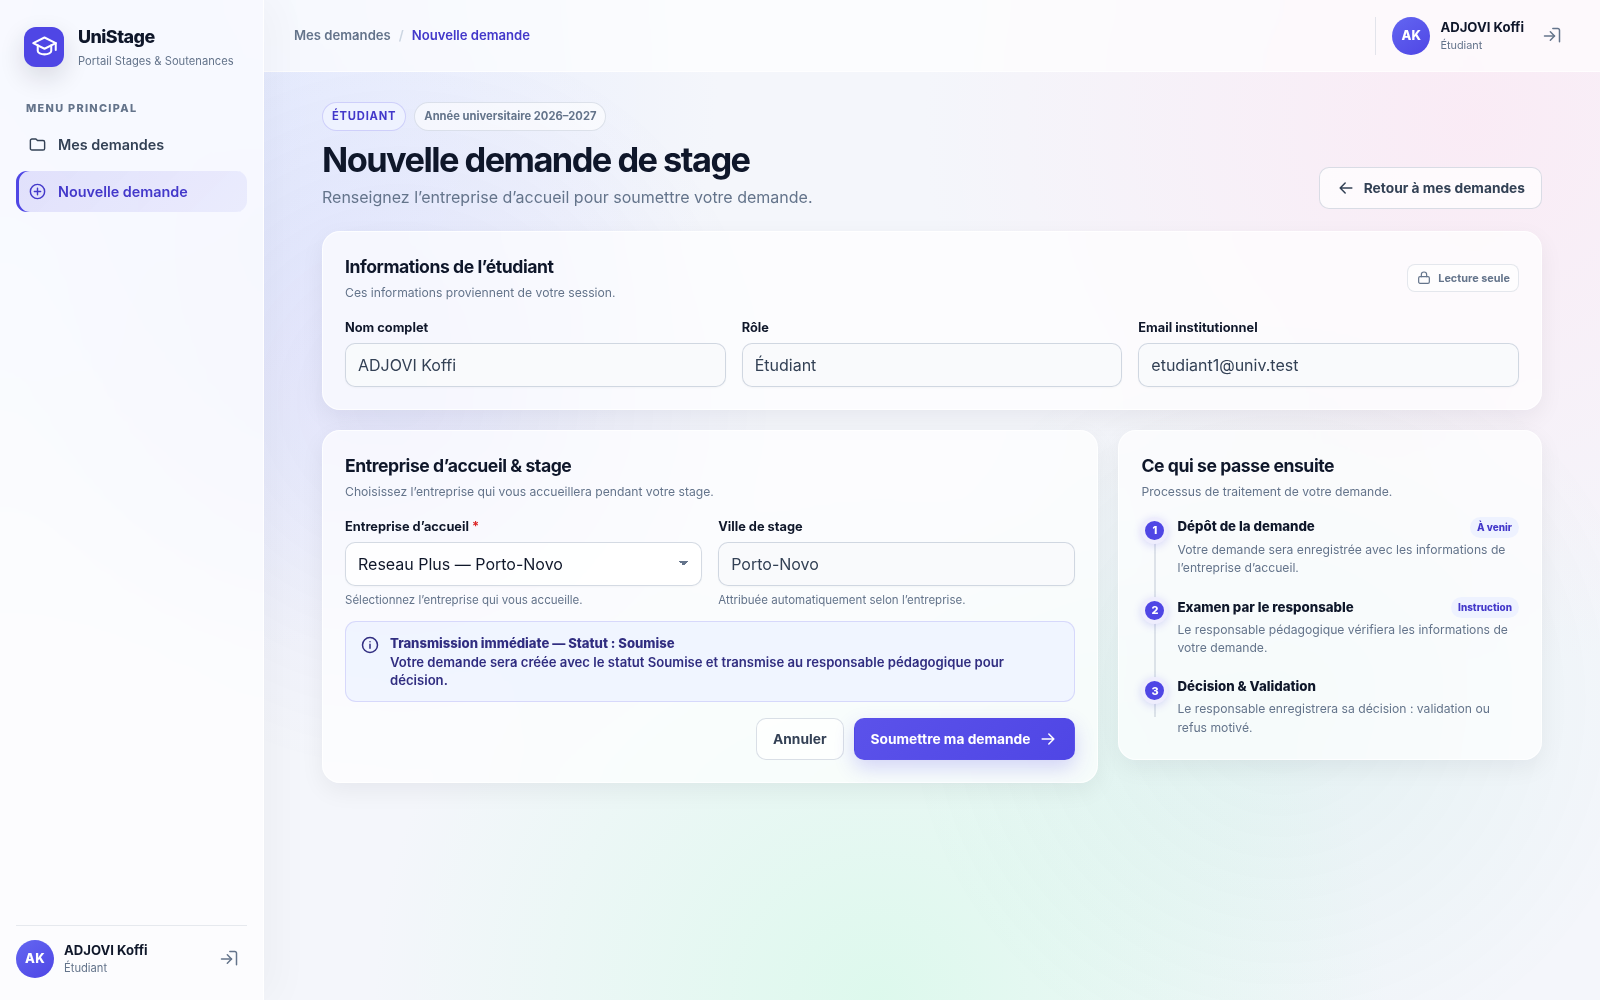 UniStage
Portail Stages & Soutenances
MENU PRINCIPAL
Mes demandes
Nouvelle demande
AK
ADJOVI Koffi
Étudiant
Mes demandes / Nouvelle demande
AK
ADJOVI Koffi
Étudiant
ÉTUDIANT
Année universitaire 2026–2027
Nouvelle demande de stage
Renseignez l’entreprise d’accueil pour soumettre votre demande.
Retour à mes demandes
Informations de l’étudiant
Ces informations proviennent de votre session.
Lecture seule
Nom complet
ADJOVI Koffi
Rôle
Étudiant
Email institutionnel
etudiant1@univ.test
Entreprise d’accueil & stage
Choisissez l’entreprise qui vous accueillera pendant votre stage.
Entreprise d’accueil *
Reseau Plus — Porto-Novo
Sélectionnez l’entreprise qui vous accueille.
Ville de stage
Porto-Novo
Attribuée automatiquement selon l’entreprise.
Transmission immédiate — Statut : Soumise
Votre demande sera créée avec le statut Soumise et transmise au responsable pédagogique pour
décision.
Annuler
Soumettre ma demande
Ce qui se passe ensuite
Processus de traitement de votre demande.
1
Dépôt de la demande
À venir
Votre demande sera enregistrée avec les informations de
l’entreprise d’accueil.
2
Examen par le responsable
Instruction
Le responsable pédagogique vérifiera les informations de
votre demande.
3
Décision & Validation
Le responsable enregistrera sa décision : validation ou
refus motivé.